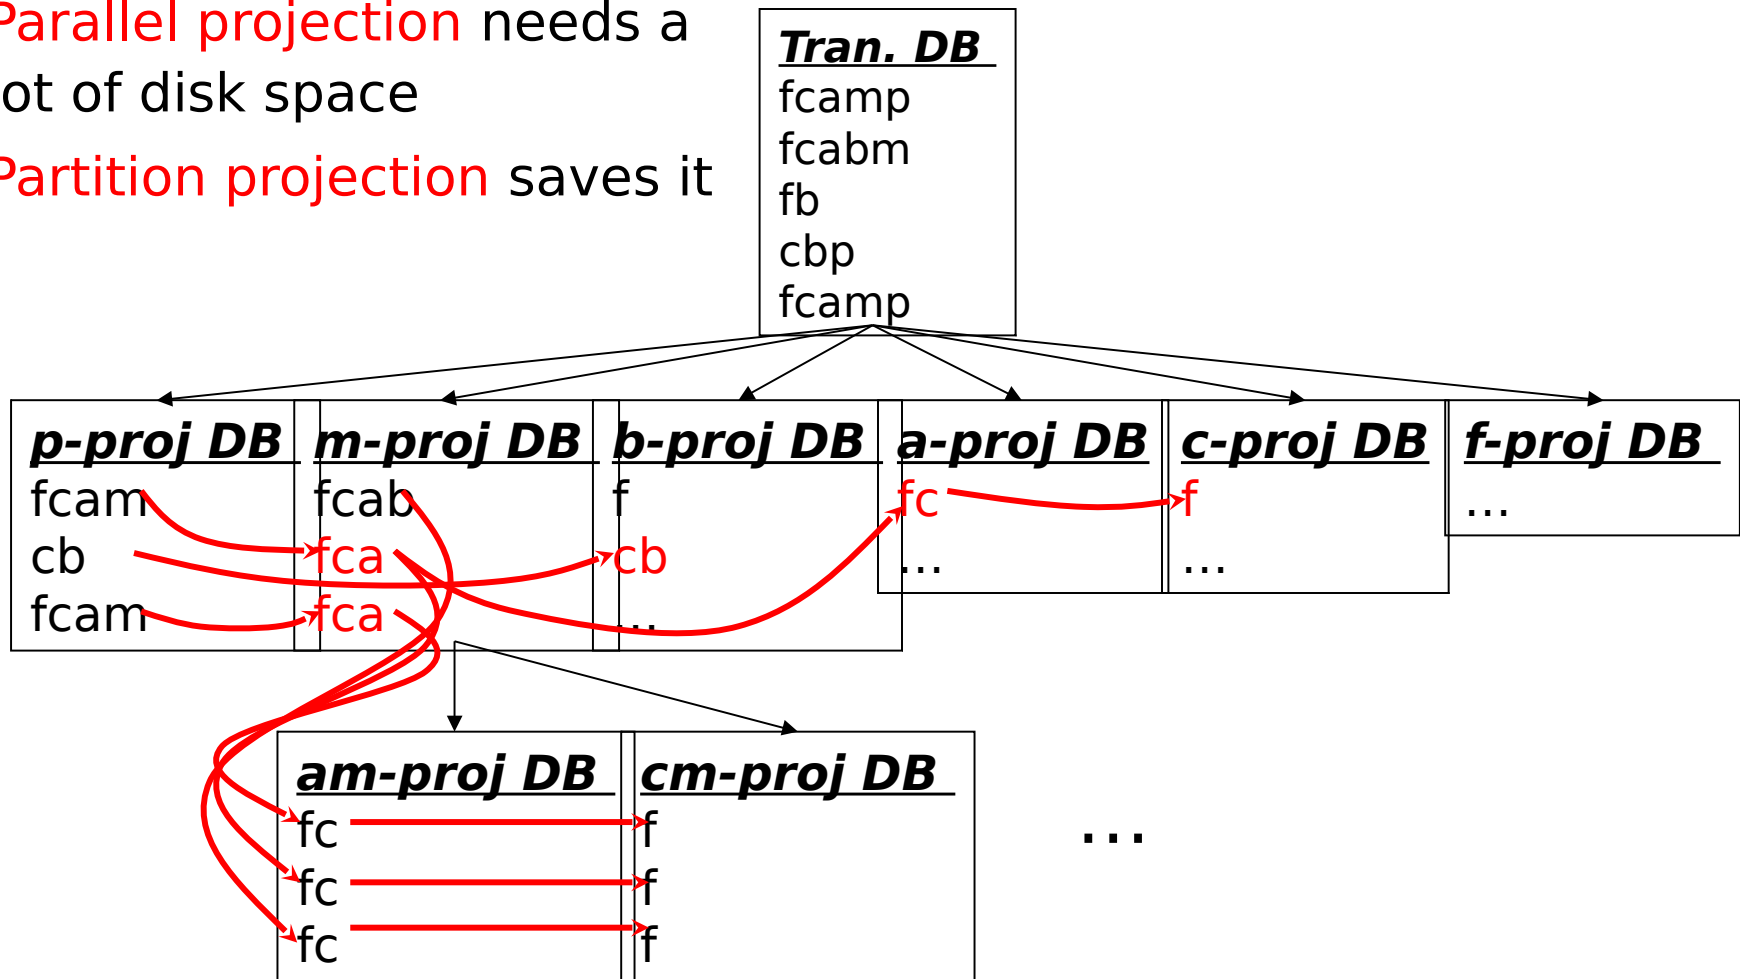 Parallel projection needs a
ot of disk space
Partition projection saves it
Tran. DB
fcamp
fcabm
fb
cbp
fcamp
p-proj DB
fcam
cb
fcam
m-proj DB
fcab
fca
fca
b-proj DB
f
cb
...
a-proj DB
fc
...
c-proj DB
f
...
f-proj DB
...
am-proj DB
fc
fc
fc
cm-proj DB
f
f
f
...